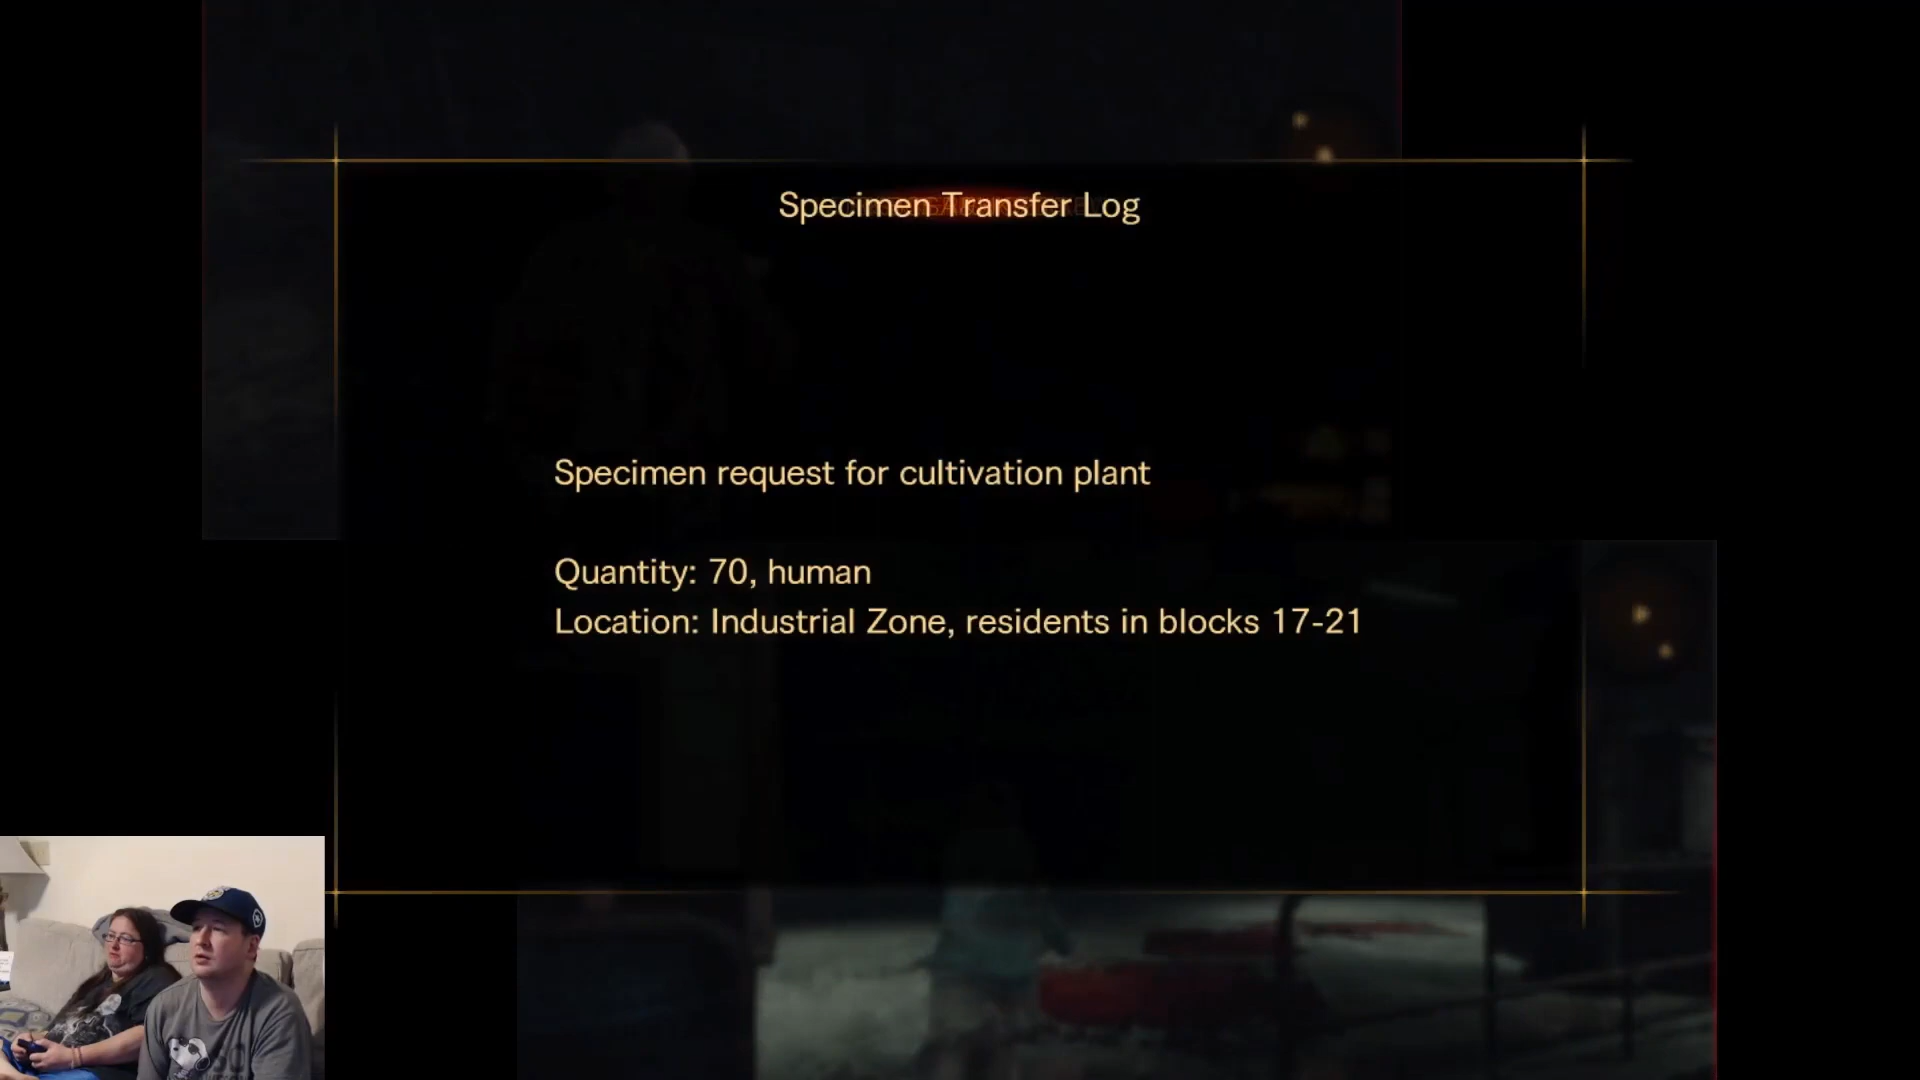 Specimen Transfer Log
Specimen request for cultivation plant
Quantity: 70, human
Location: Industrial Zone, residents in blocks 17-21